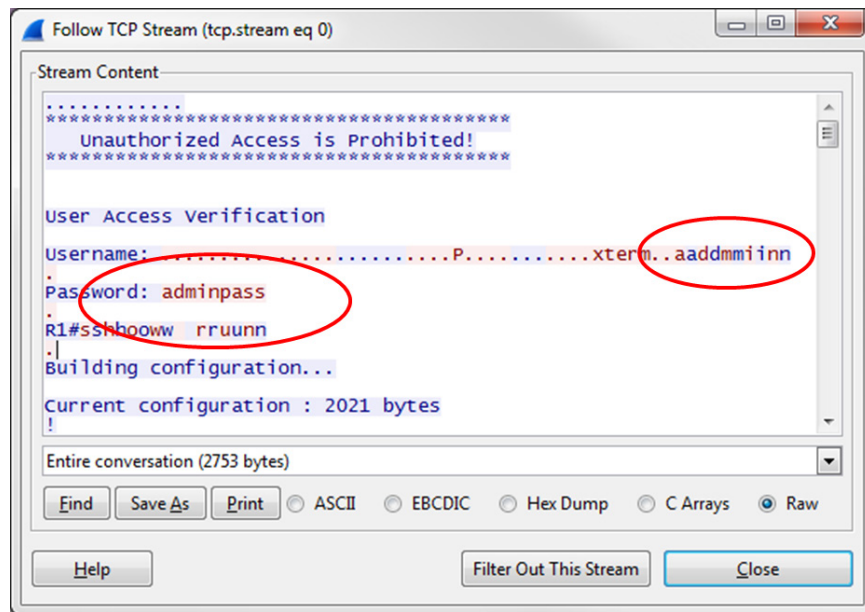 Follow TCP Stream (tcp.stream eq 0)
Stream Content
............
*****************************************
Unauthorized Access is Prohibited!
*****************************************
User Access Verification
Username: .........................P...........xterm..aaddmmiinn
.
Password: adminpass
.
R1#sshhooww  rruunn
.
Building configuration...
Current configuration : 2021 bytes
!
Entire conversation (2753 bytes)
Find Save As Print ASCII EBCDIC Hex Dump C Arrays Raw
Help Filter Out This Stream Close